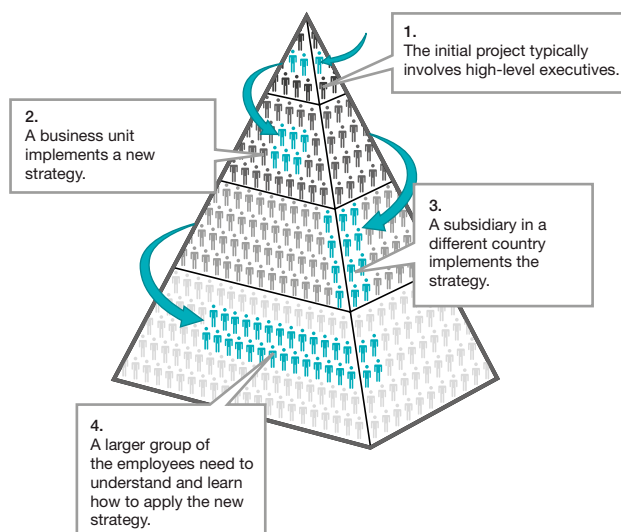 1.
The initial project typically
involves high-level executives.
2.
A business unit
implements a new
strategy.
3.
A subsidiary in a
different country
implements the
strategy.
4.
A larger group of
the employees need to
understand and learn
how to apply the new
strategy.